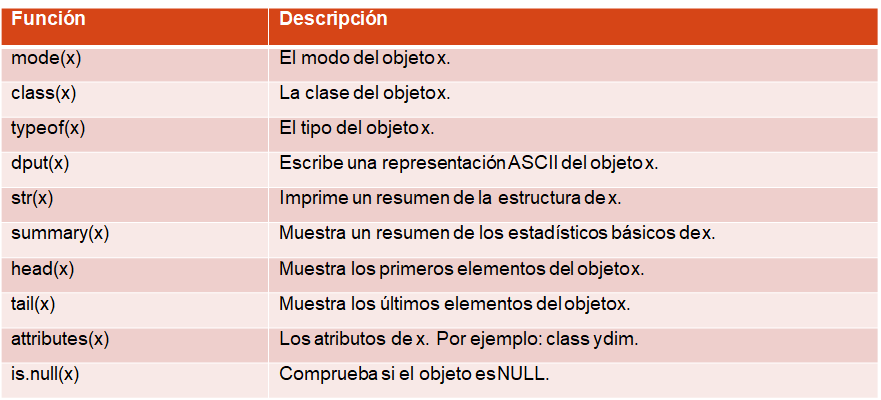 Función Descripción
mode(x) El modo del objeto x.
class(x) La clase del objeto x.
typeof(x) El tipo del objeto x.
dput(x) Escribe una representación ASCII del objeto x.
str(x) Imprime un resumen de la estructura de x.
summary(x) Muestra un resumen de los estadísticos básicos de x.
head(x) Muestra los primeros elementos del objeto x.
tail(x) Muestra los últimos elementos del objeto x.
attributes(x) Los atributos de x. Por ejemplo: class y dim.
is.null(x) Comprueba si el objeto es NULL.